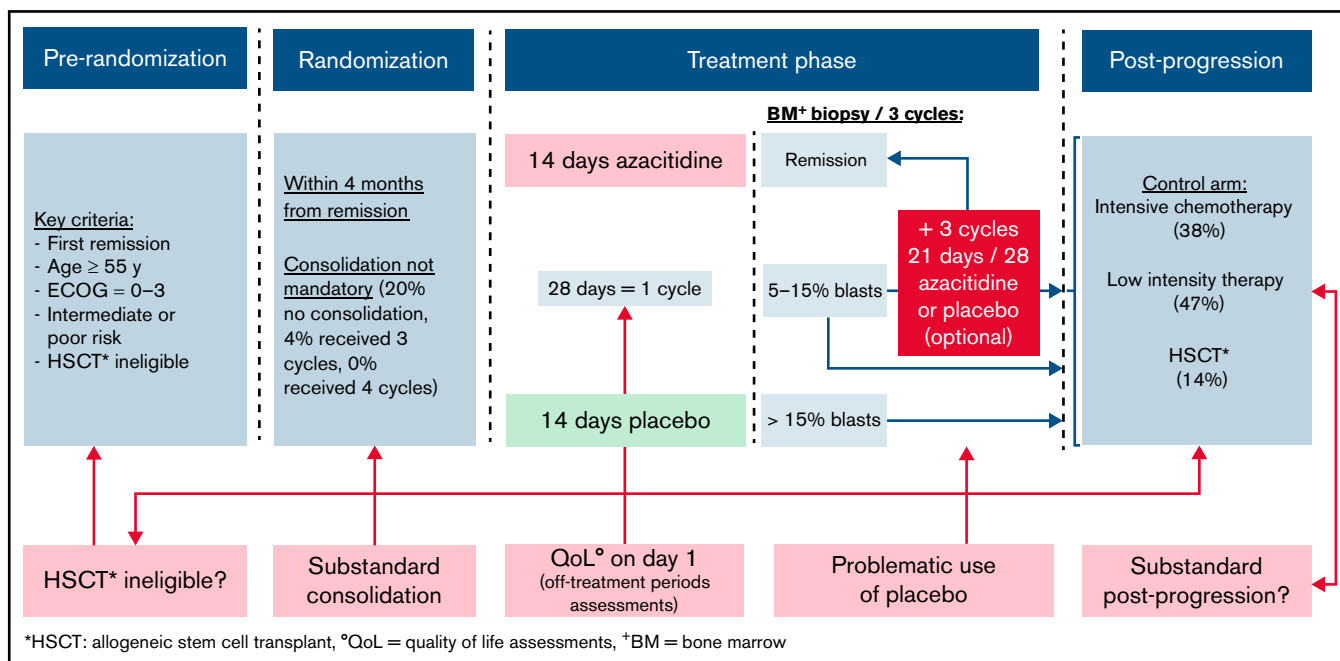 Pre-randomization
Randomization
Treatment phase
Post-progression
Key criteria:
- First remission
- Age ≥ 55 y
- ECOG = 0–3
- Intermediate or
poor risk
- HSCT* ineligible
Within 4 months
from remission
Consolidation not
mandatory (20%
no consolidation,
4% received 3
cycles, 0%
received 4 cycles)
14 days azacitidine
28 days = 1 cycle
14 days placebo
BM⁺ biopsy / 3 cycles:
Remission
5–15% blasts
> 15% blasts
+ 3 cycles
21 days / 28
azacitidine
or placebo
(optional)
Control arm:
Intensive chemotherapy
(38%)
Low intensity therapy
(47%)
HSCT*
(14%)
HSCT* ineligible?
Substandard
consolidation
QoL° on day 1
(off-treatment periods
assessments)
Problematic use
of placebo
Substandard
post-progression?
*HSCT: allogeneic stem cell transplant, °QoL = quality of life assessments, ⁺BM = bone marrow